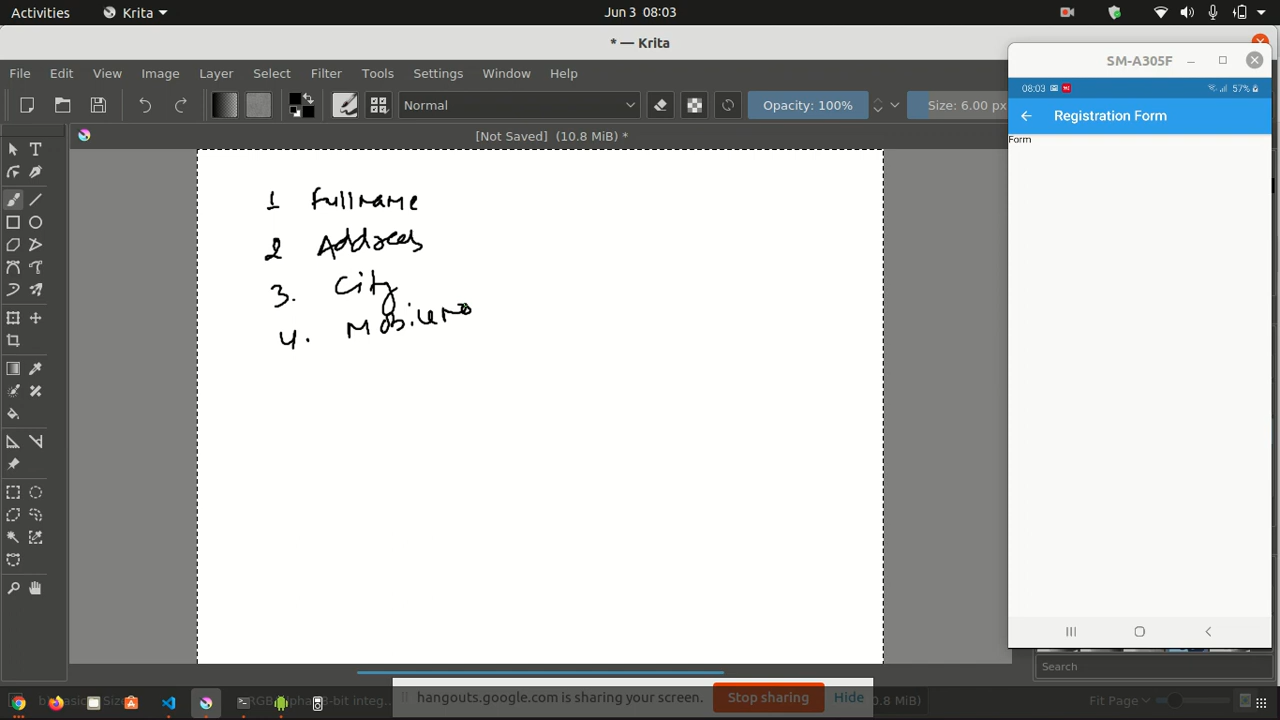 Activities Krita Jun 3 08:03
* — Krita
File Edit View Image Layer Select Filter Tools Settings Window Help
Normal Opacity: 100% Size: 6.00 px
[Not Saved] (10.8 MiB) *
1 Fullname
2 Address
3. City
4. Mobile No
SM-A305F
08:03 57%
Registration Form
Form
Search
hangouts.google.com is sharing your screen. Stop sharing Hide
Fit Page